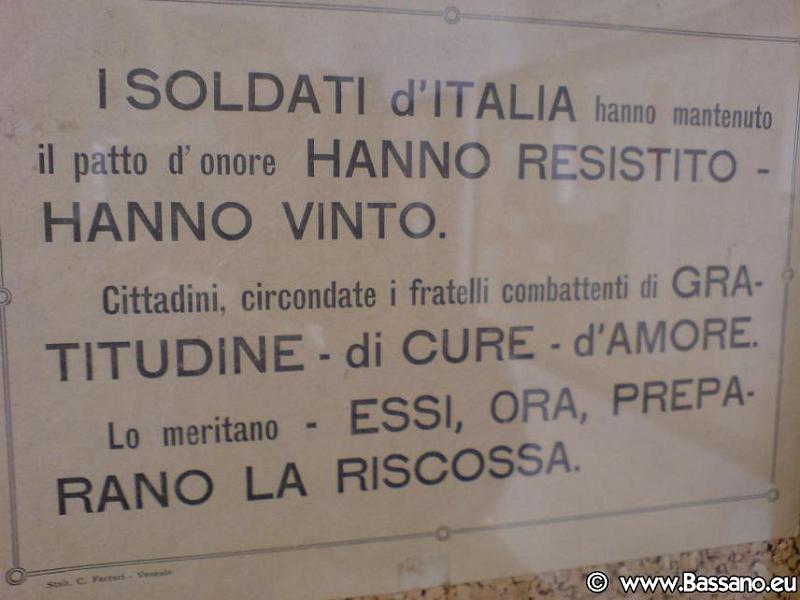 I SOLDATI d'ITALIA hanno mantenuto
il patto d'onore HANNO RESISTITO -
HANNO VINTO.
Cittadini, circondate i fratelli combattenti di GRA-
TITUDINE - di CURE - d'AMORE.
Lo meritano - ESSI, ORA, PREPA-
RANO LA RISCOSSA.
Stab. C. Ferrari - Venezia
© www.Bassano.eu